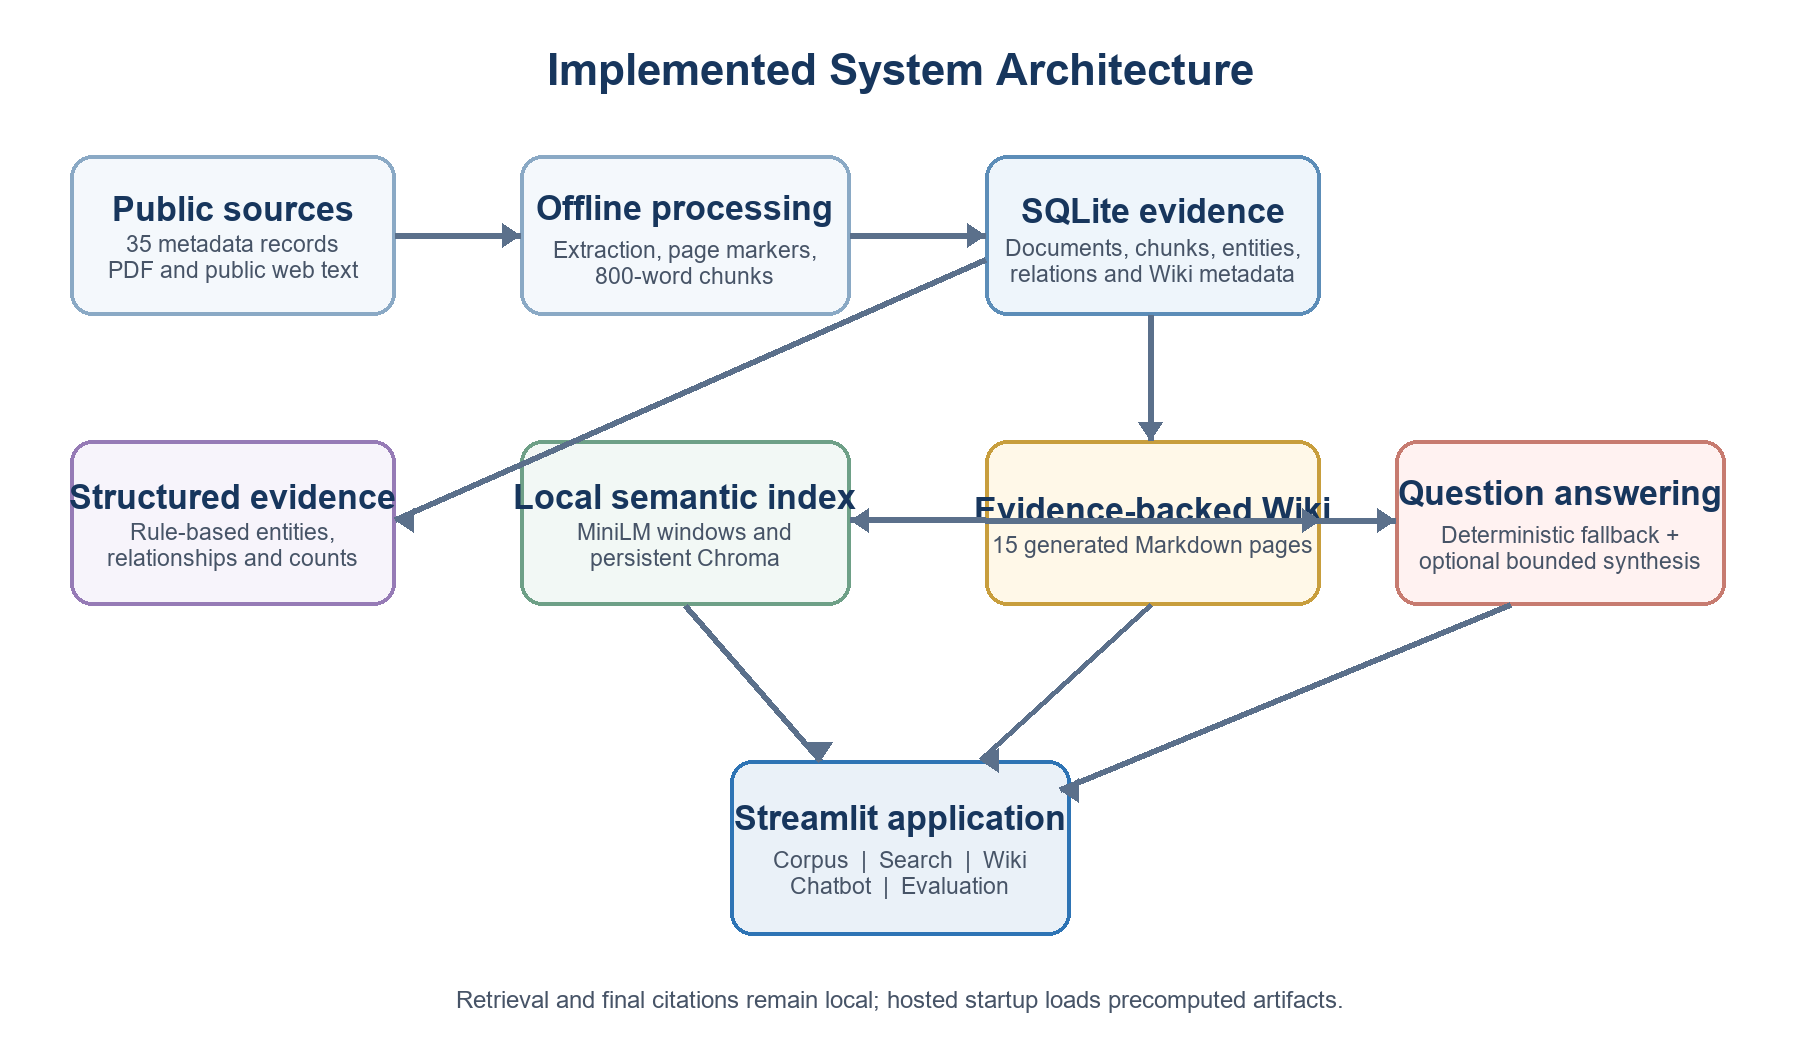 Implemented System Architecture
Public sources
35 metadata records
PDF and public web text
Offline processing
Extraction, page markers,
800-word chunks
SQLite evidence
Documents, chunks, entities,
relations and Wiki metadata
Structured evidence
Rule-based entities,
relationships and counts
Local semantic index
MiniLM windows and
persistent Chroma
Evidence-backed Wiki
15 generated Markdown pages
Question answering
Deterministic fallback +
optional bounded synthesis
Streamlit application
Corpus | Search | Wiki
Chatbot | Evaluation
Retrieval and final citations remain local; hosted startup loads precomputed artifacts.